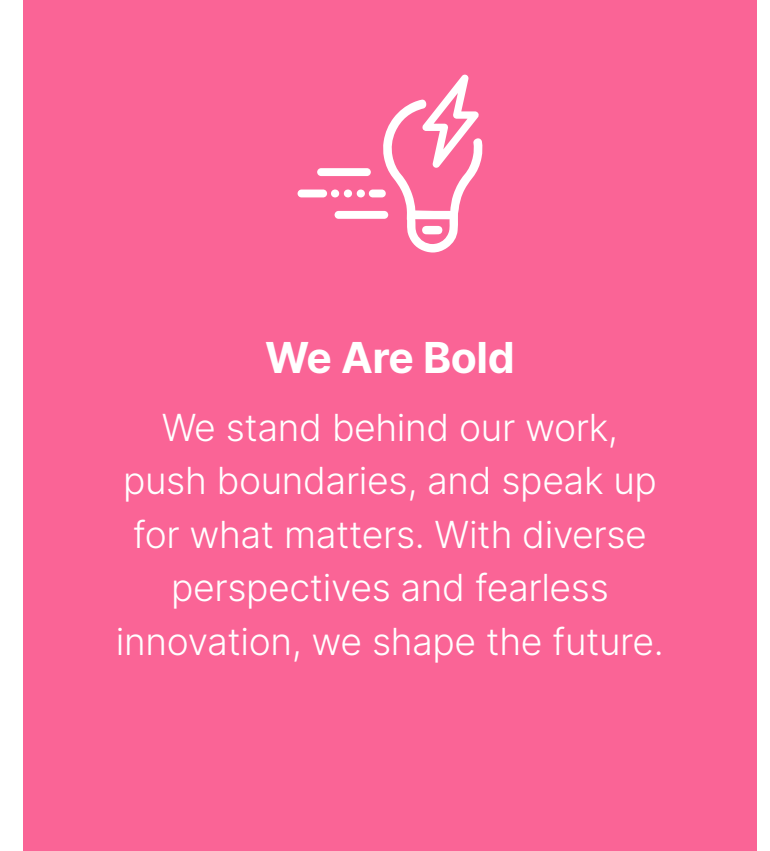 We Are Bold
We stand behind our work,
push boundaries, and speak up
for what matters. With diverse
perspectives and fearless
innovation, we shape the future.